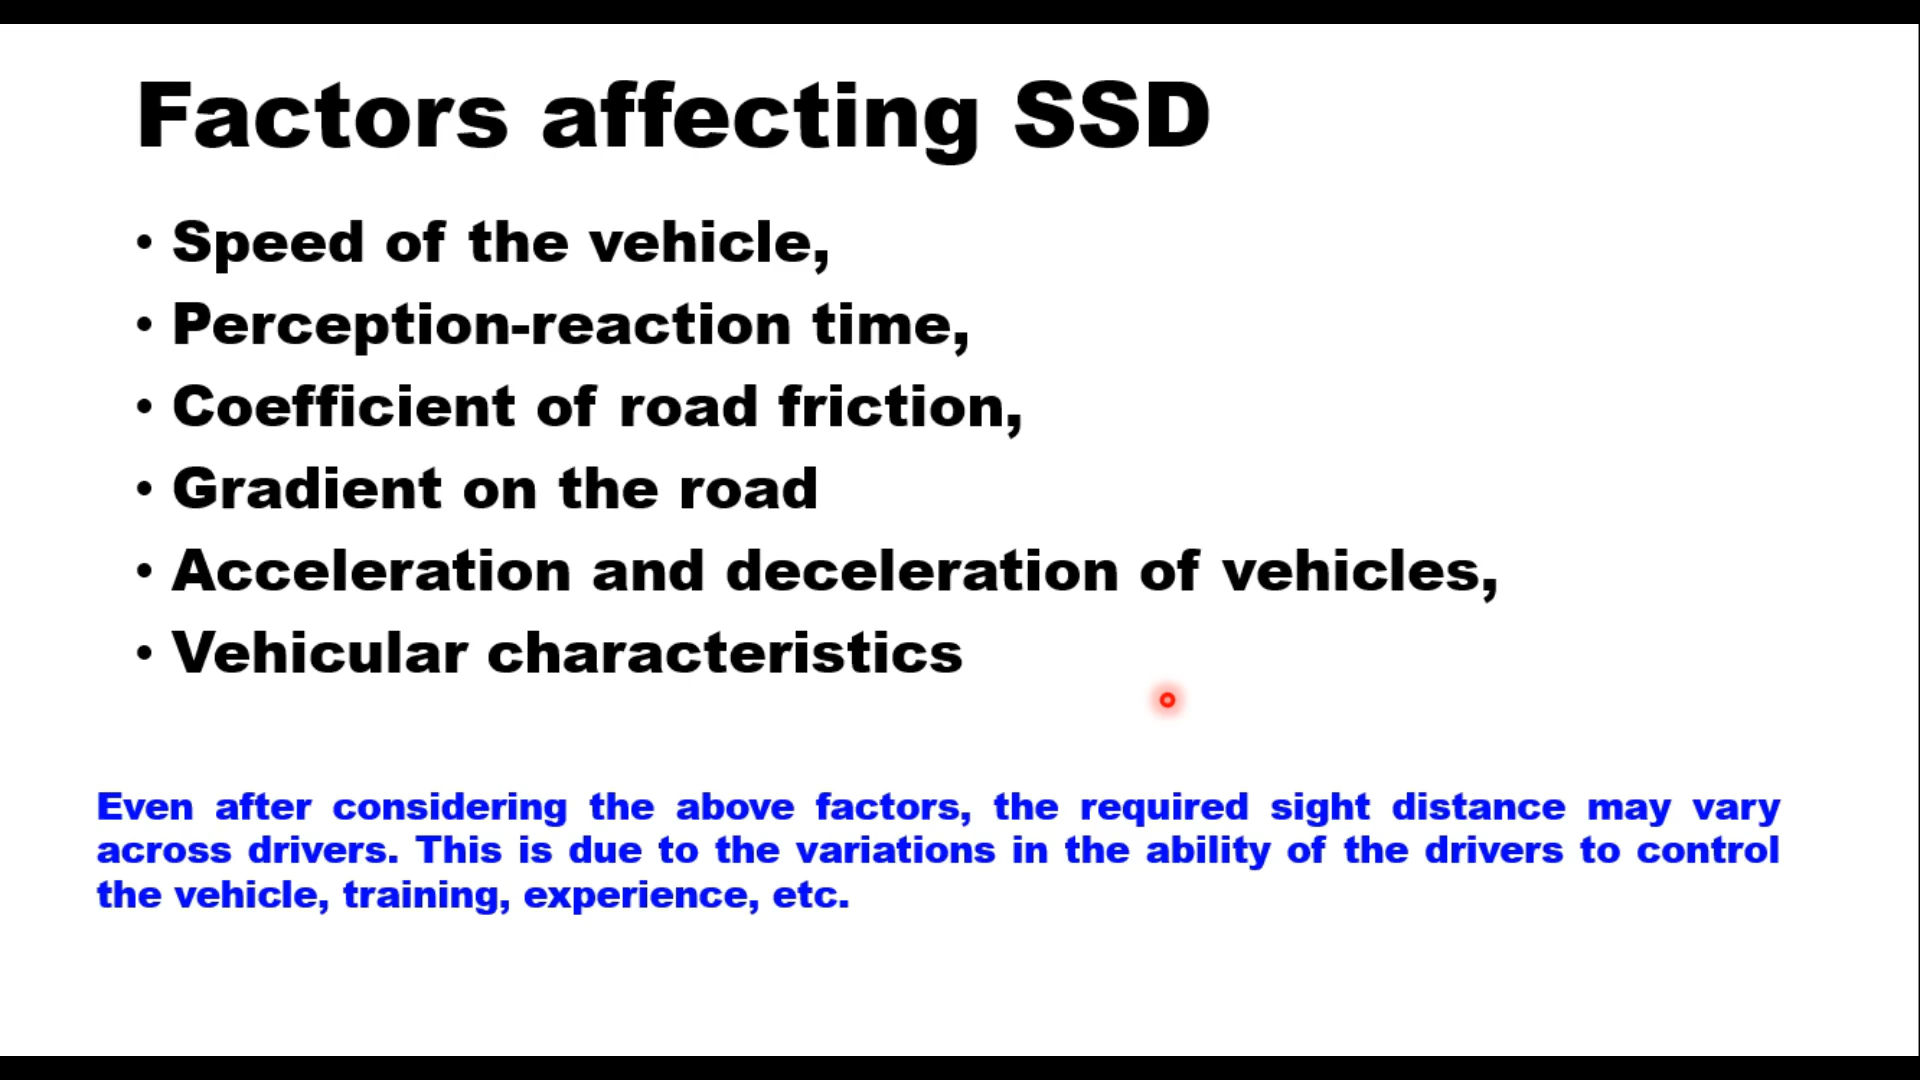 Factors affecting SSD
• Speed of the vehicle,
• Perception-reaction time,
• Coefficient of road friction,
• Gradient on the road
• Acceleration and deceleration of vehicles,
• Vehicular characteristics
Even after considering the above factors, the required sight distance may vary
across drivers. This is due to the variations in the ability of the drivers to control
the vehicle, training, experience, etc.